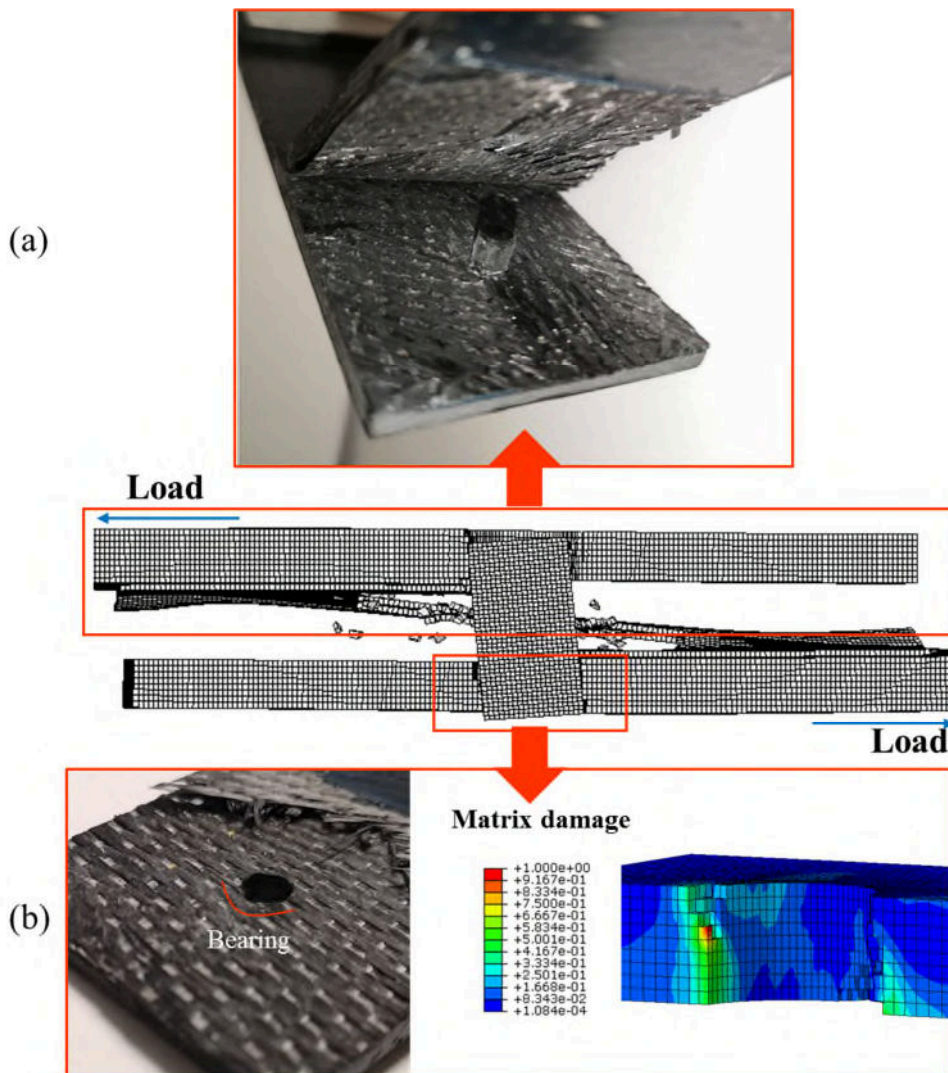 (a)
Load
Load
Matrix damage
+1.000e+00
+9.167e-01
+8.334e-01
+7.500e-01
+6.667e-01
+5.834e-01
+5.001e-01
+4.167e-01
+3.334e-01
+2.501e-01
+1.668e-01
+8.343e-02
+1.084e-04
(b)
Bearing